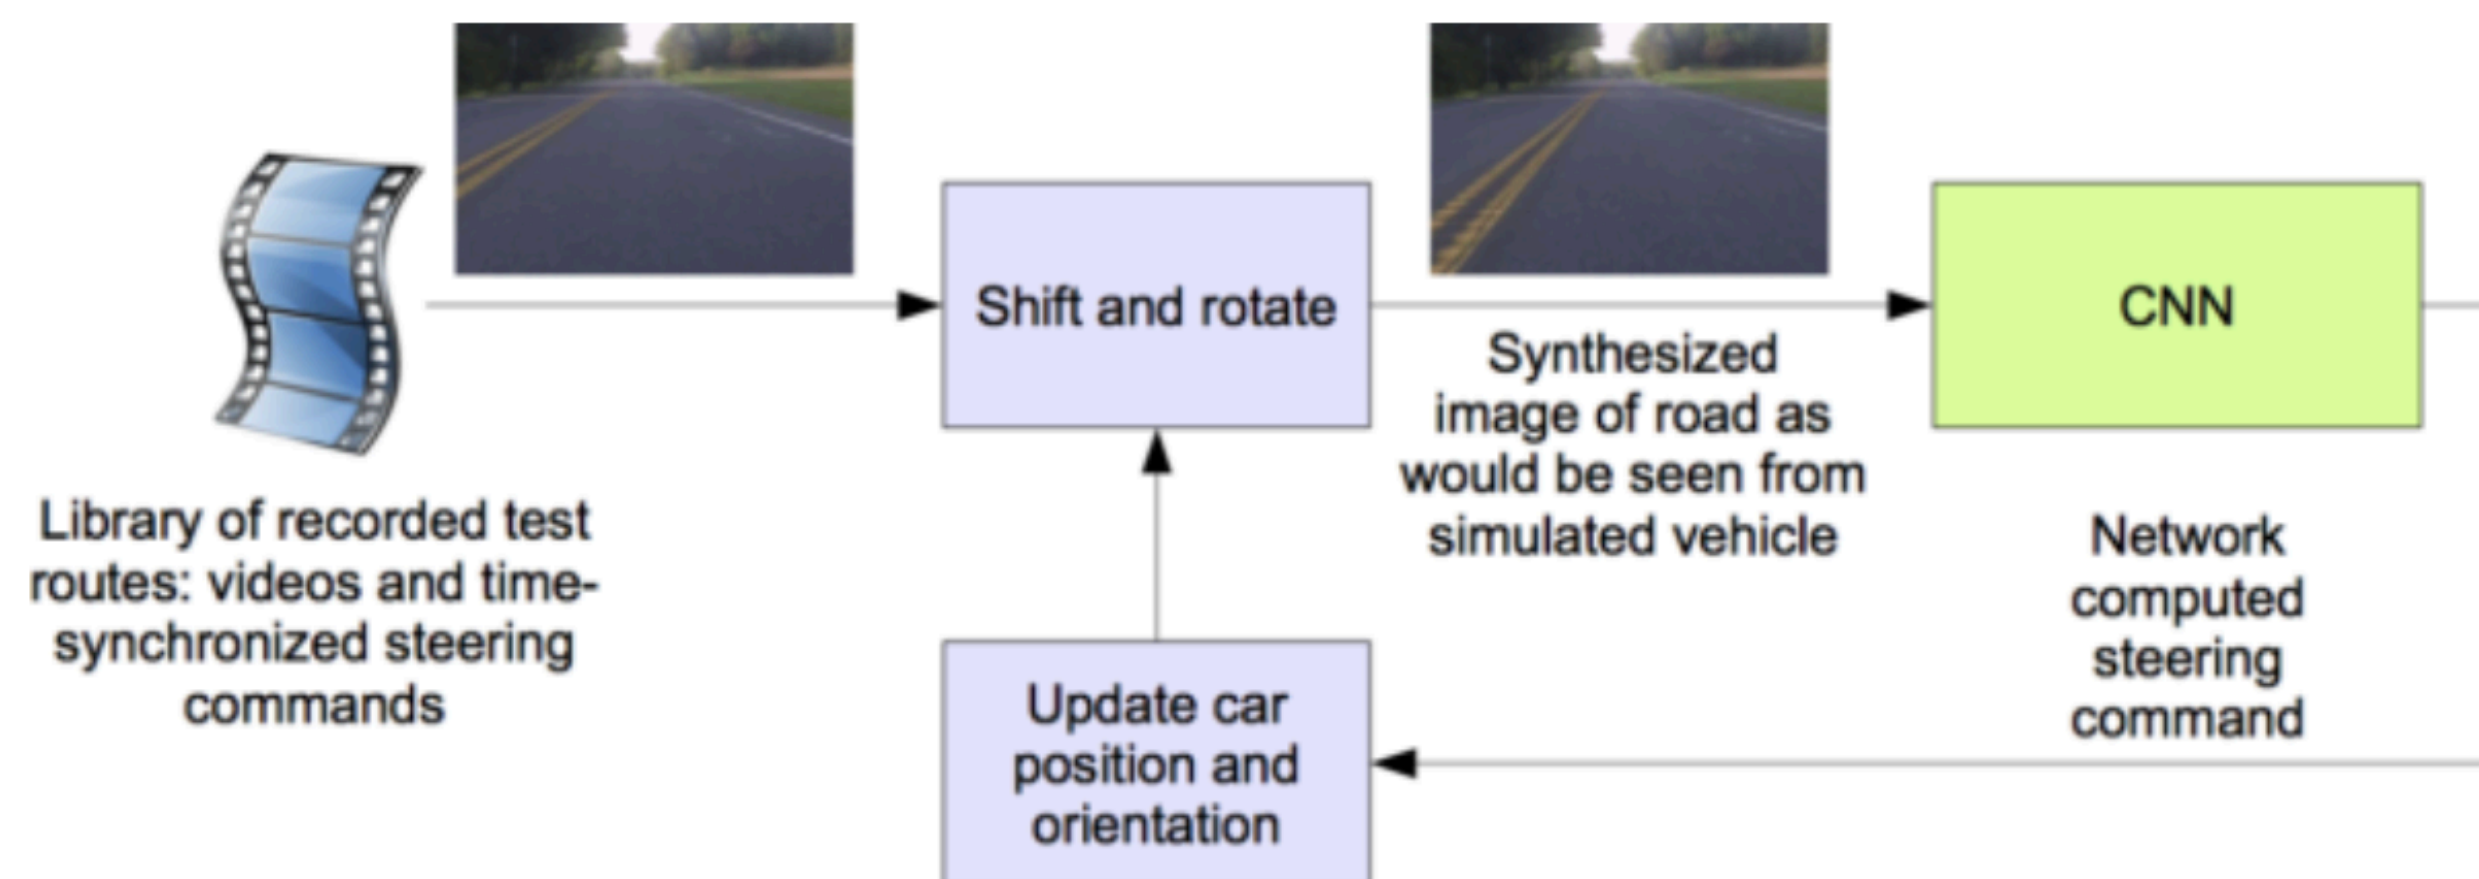 Shift and rotate
CNN
Synthesized
image of road as
would be seen from
simulated vehicle
Library of recorded test
routes: videos and time-
synchronized steering
commands
Network
computed
steering
command
Update car
position and
orientation